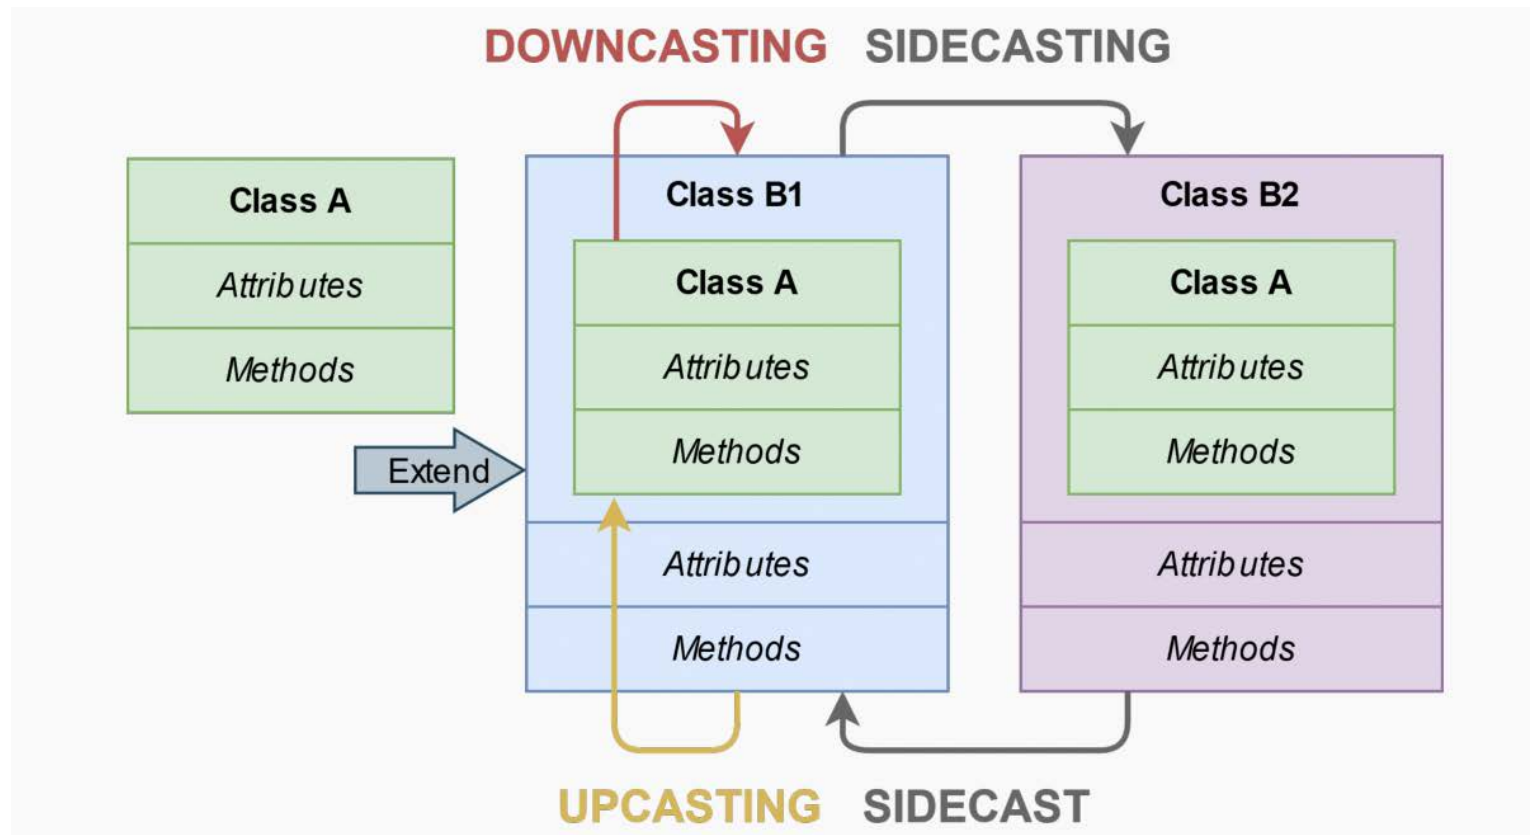 DOWNCASTING SIDECASTING
Class A
Attributes
Methods
Extend
Class B1
Class A
Attributes
Methods
Attributes
Methods
Class B2
Class A
Attributes
Methods
Attributes
Methods
UPCASTING SIDECAST